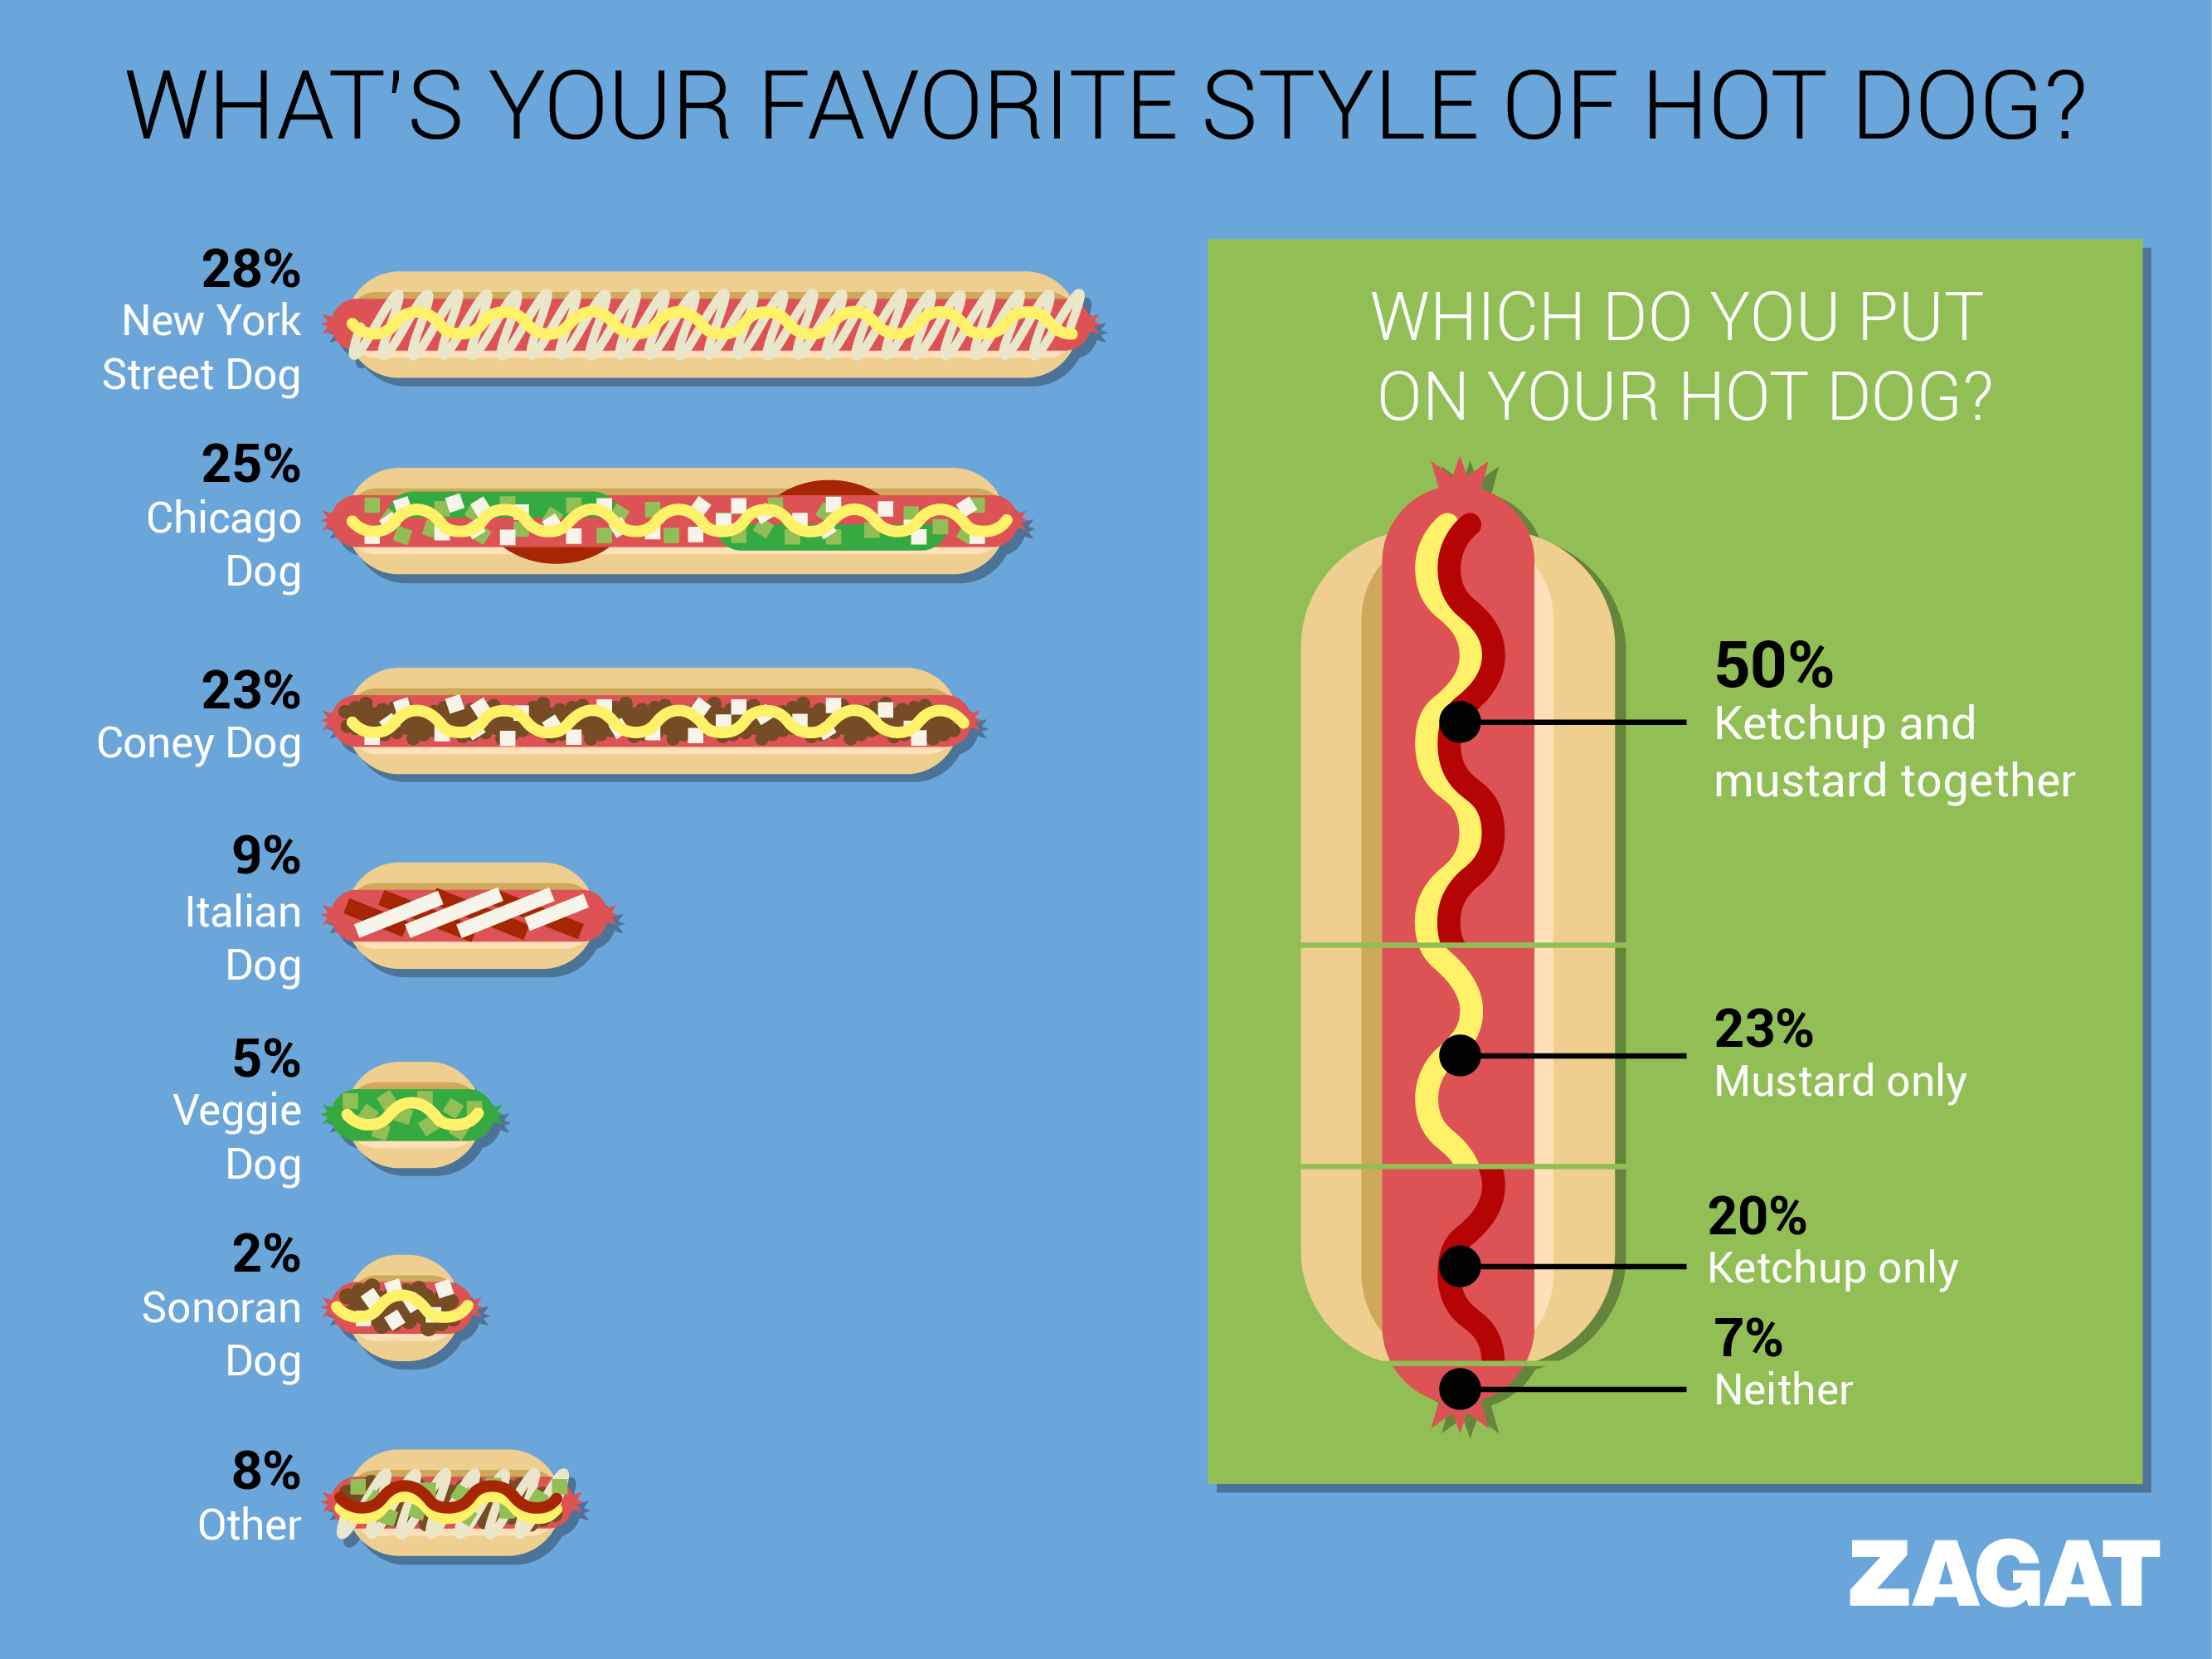 WHAT'S YOUR FAVORITE STYLE OF HOT DOG?
28%
New York
Street Dog
25%
Chicago
Dog
23%
Coney Dog
9%
Italian
Dog
5%
Veggie
Dog
2%
Sonoran
Dog
8%
Other
WHICH DO YOU PUT
ON YOUR HOT DOG?
50%
Ketchup and
mustard together
23%
Mustard only
20%
Ketchup only
7%
Neither
ZAGAT